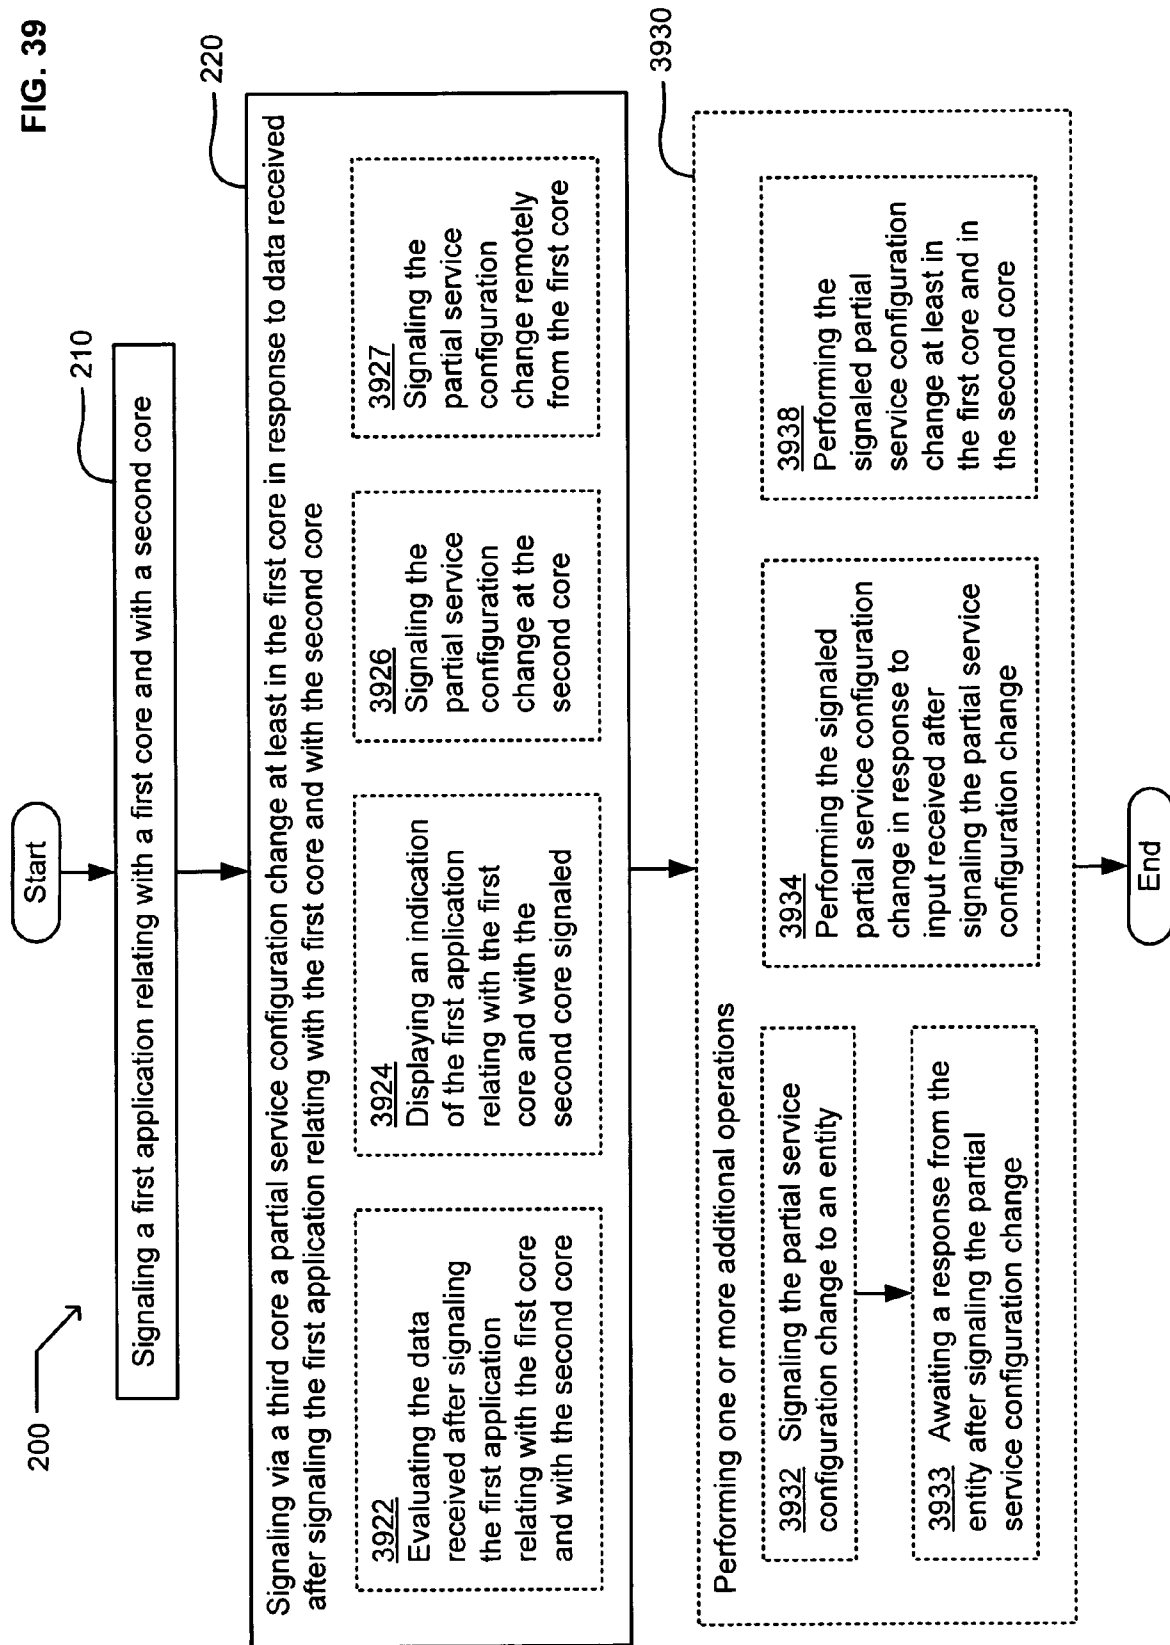 FIG. 39
200
Start
210
Signaling a first application relating with a first core and with a second core
220
Signaling via a third core a partial service configuration change at least in the first core in response to data received
after signaling the first application relating with the first core and with the second core
3922
Evaluating the data
received after signaling
the first application
relating with the first core
and with the second core
3924
Displaying an indication
of the first application
relating with the first
core and with the
second core signaled
3926
Signaling the
partial service
configuration
change at the
second core
3927
Signaling the
partial service
configuration
change remotely
from the first core
3930
Performing one or more additional operations
3932 Signaling the partial service
configuration change to an entity
3933 Awaiting a response from the
entity after signaling the partial
service configuration change
3934
Performing the signaled
partial service configuration
change in response to
input received after
signaling the partial service
configuration change
3938
Performing the
signaled partial
service configuration
change at least in
the first core and in
the second core
End